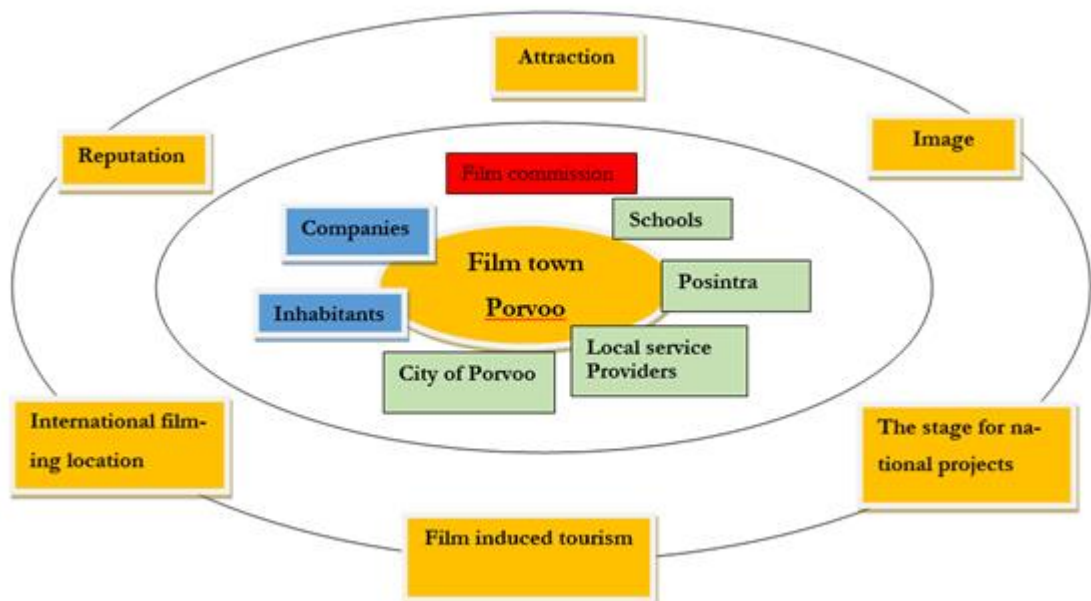 Attraction
Reputation
Image
Film commission
Schools
Companies
Film town
Porvoo
Posintra
Inhabitants
Local service
Providers
City of Porvoo
International film-
ing location
The stage for na-
tional projects
Film induced tourism